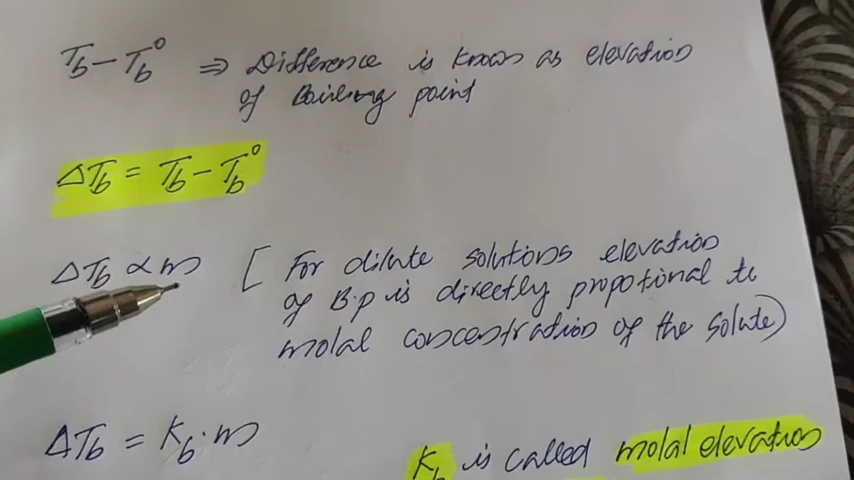 Tb - Tb° ⇒ Difference is known as elevation
of Boiling point
ΔTb = Tb - Tb°
ΔTb ∝ m [ For dilute solutions elevation
of B.p is directly propotional to
molal concentration of the solute)
ΔTb = Kb · m
Kb is called molal elevation